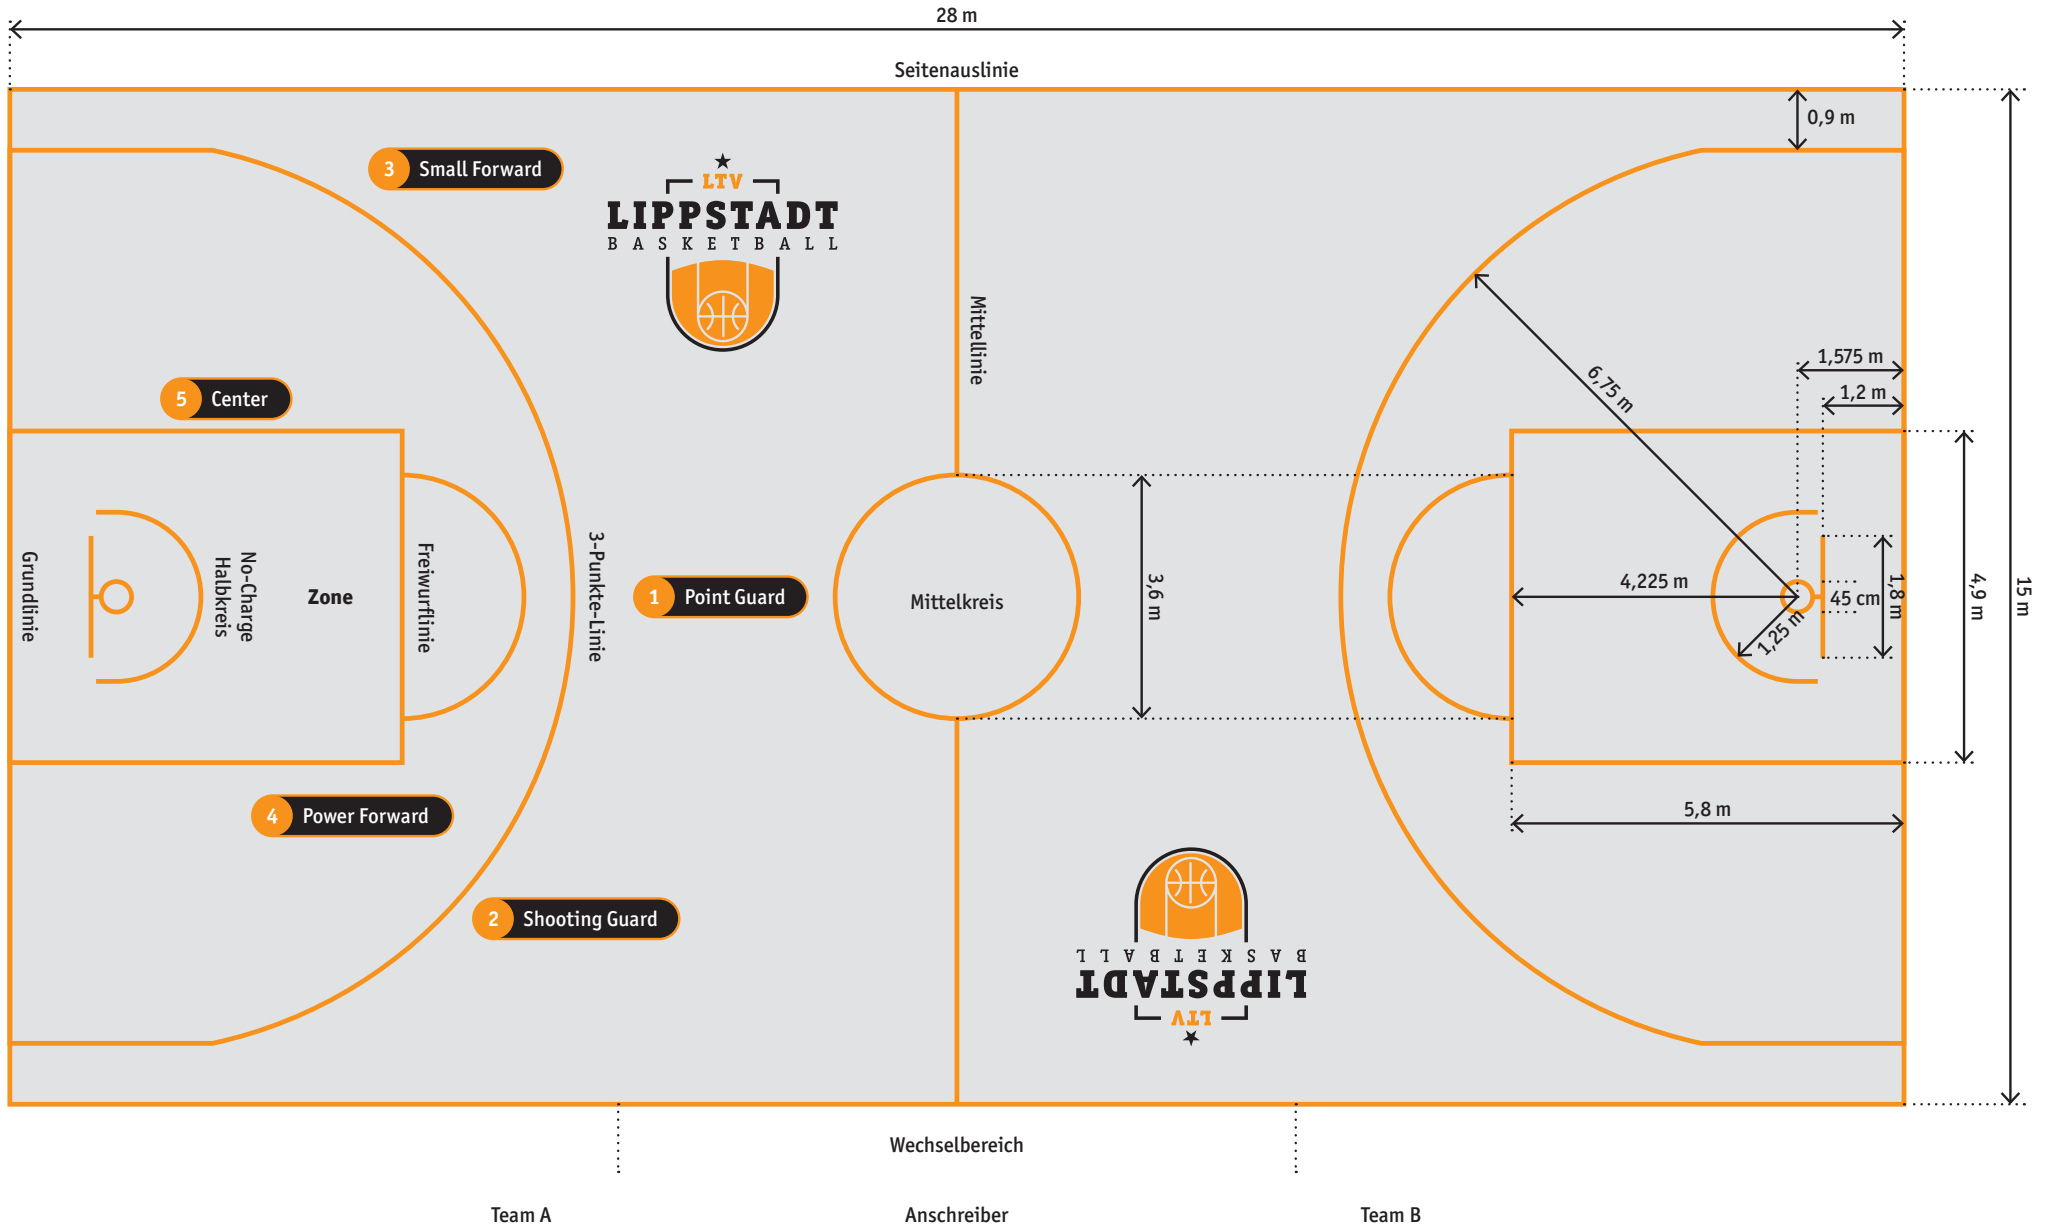 28 m
Seitenauslinie
0,9 m
3 Small Forward
LTV
LIPPSTADT
BASKETBALL
Mittellinie
6,75 m
1,575 m
1,2 m
5 Center
Grundlinie
No-Charge
Halbkreis
Zone
Freiwurflinie
3-Punkte-Linie
1 Point Guard
Mittelkreis
3,6 m
4,225 m
45 cm
1,25 m
1,8 m
4,9 m
15 m
4 Power Forward
5,8 m
2 Shooting Guard
BASKETBALL
LIPPSTADT
LTV
Wechselbereich
Team A
Anschreiber
Team B